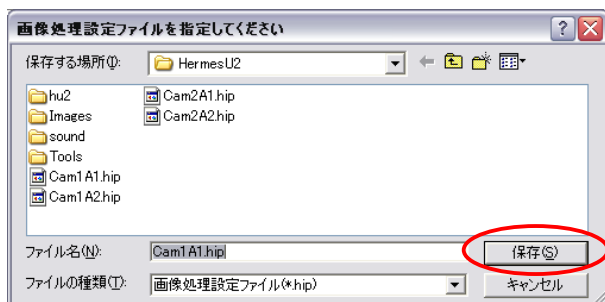 画像処理設定ファイルを指定してください
保存する場所(I):
HermesU2
hu2
Images
sound
Tools
Cam1A1.hip
Cam1A2.hip
Cam2A1.hip
Cam2A2.hip
ファイル名(N):
Cam1A1.hip
保存(S)
ファイルの種類(T):
画像処理設定ファイル(*.hip)
キャンセル